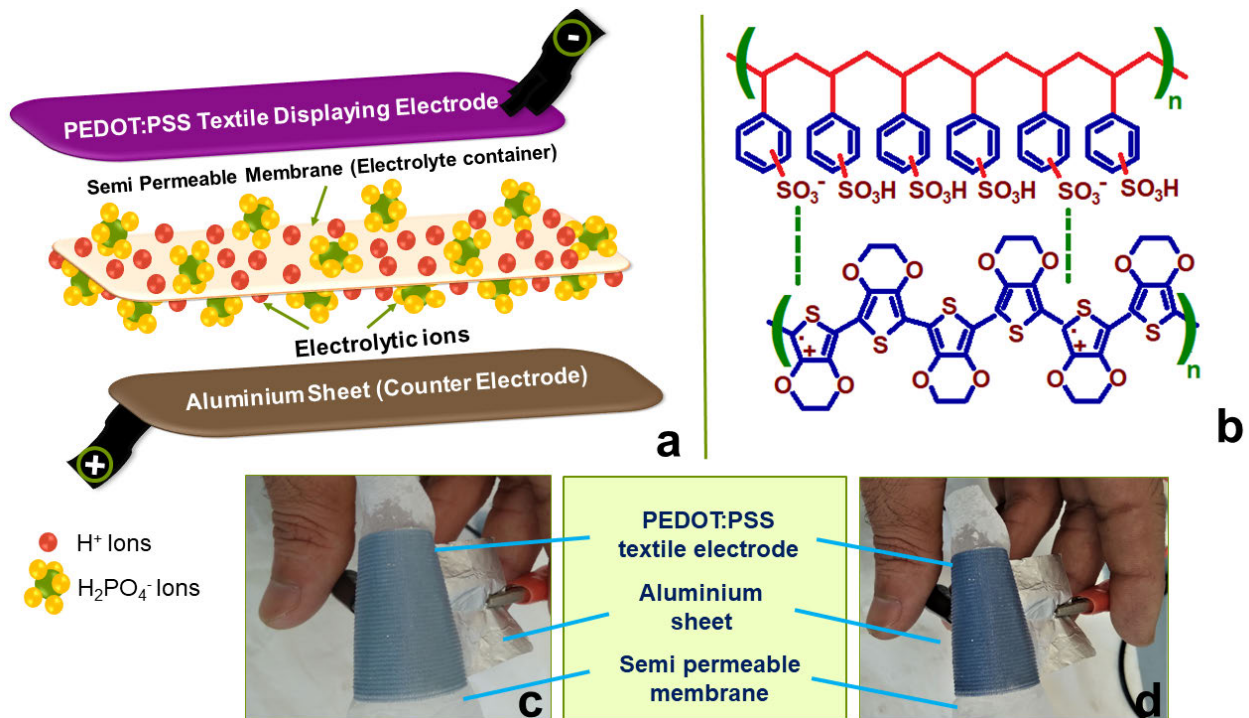 -
PEDOT:PSS Textile Displaying Electrode
Semi Permeable Membrane (Electrolyte container)
Electrolytic ions
Aluminium Sheet (Counter Electrode)
+
a
H⁺ Ions
H₂PO₄⁻ Ions
( ) n
SO₃⁻ SO₃H SO₃H SO₃H SO₃⁻ SO₃H
O O O O O O
S S S
( ) n
·+ S S ·+ S
O O O O O O
b
PEDOT:PSS
textile electrode
Aluminium
sheet
Semi permeable
membrane
c
d